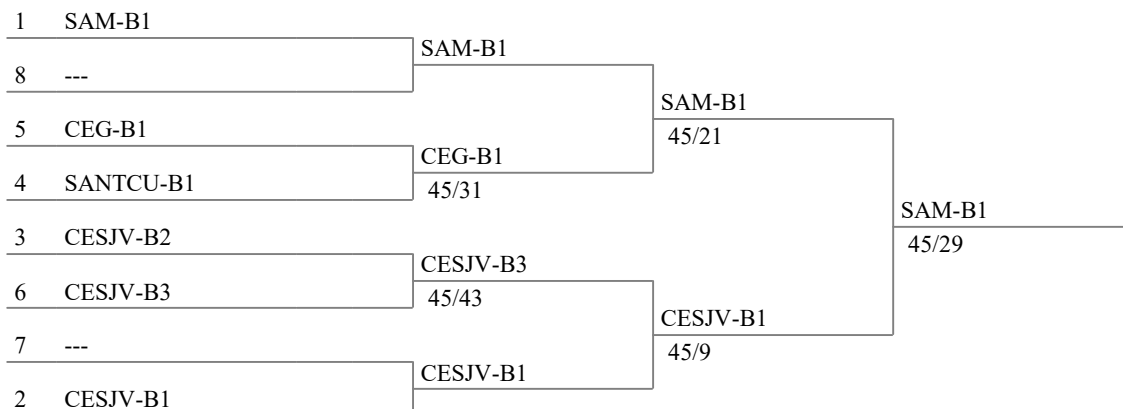 1 SAM-B1
SAM-B1
8 ---
SAM-B1
5 CEG-B1
45/21
CEG-B1
4 SANTCU-B1
45/31
SAM-B1
3 CESJV-B2
45/29
CESJV-B3
6 CESJV-B3
45/43
CESJV-B1
7 ---
45/9
CESJV-B1
2 CESJV-B1